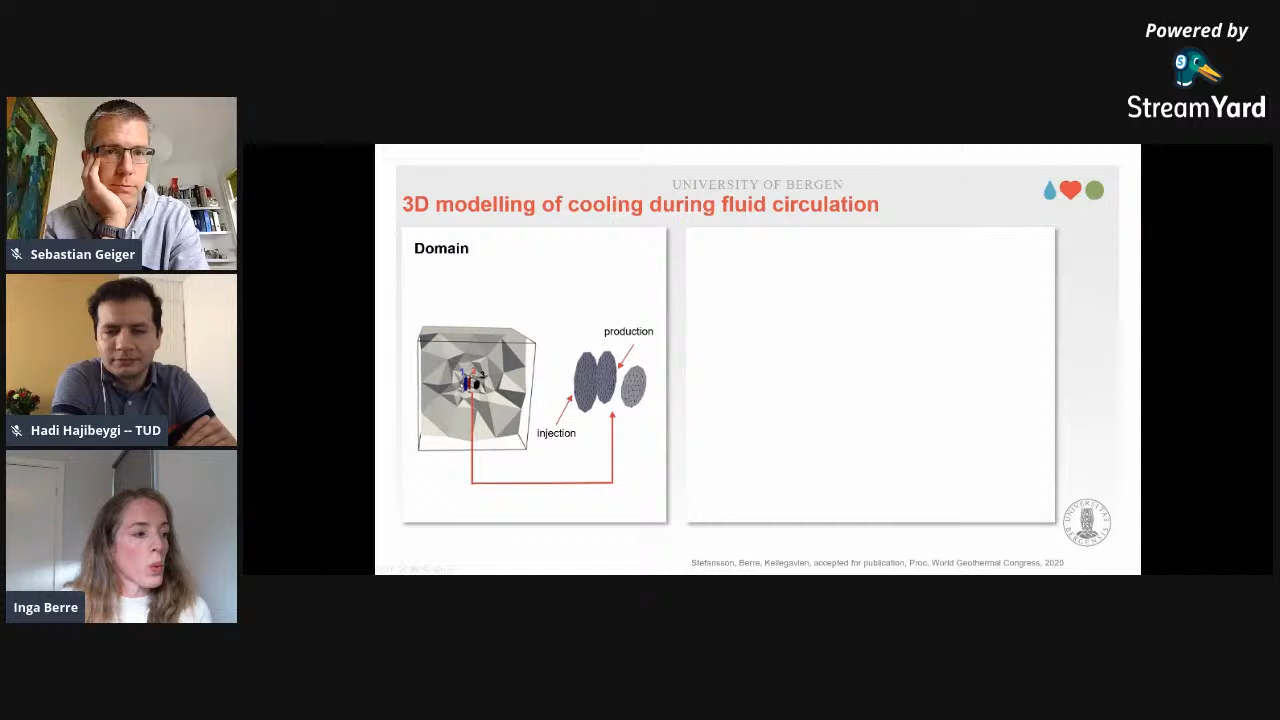 Powered by
StreamYard
Sebastian Geiger
Hadi Hajibeygi -- TUD
Inga Berre
UNIVERSITY OF BERGEN
3D modelling of cooling during fluid circulation
Domain
production
injection
Stefansson, Berre, Keilegavlen, accepted for publication, Proc. World Geothermal Congress, 2020